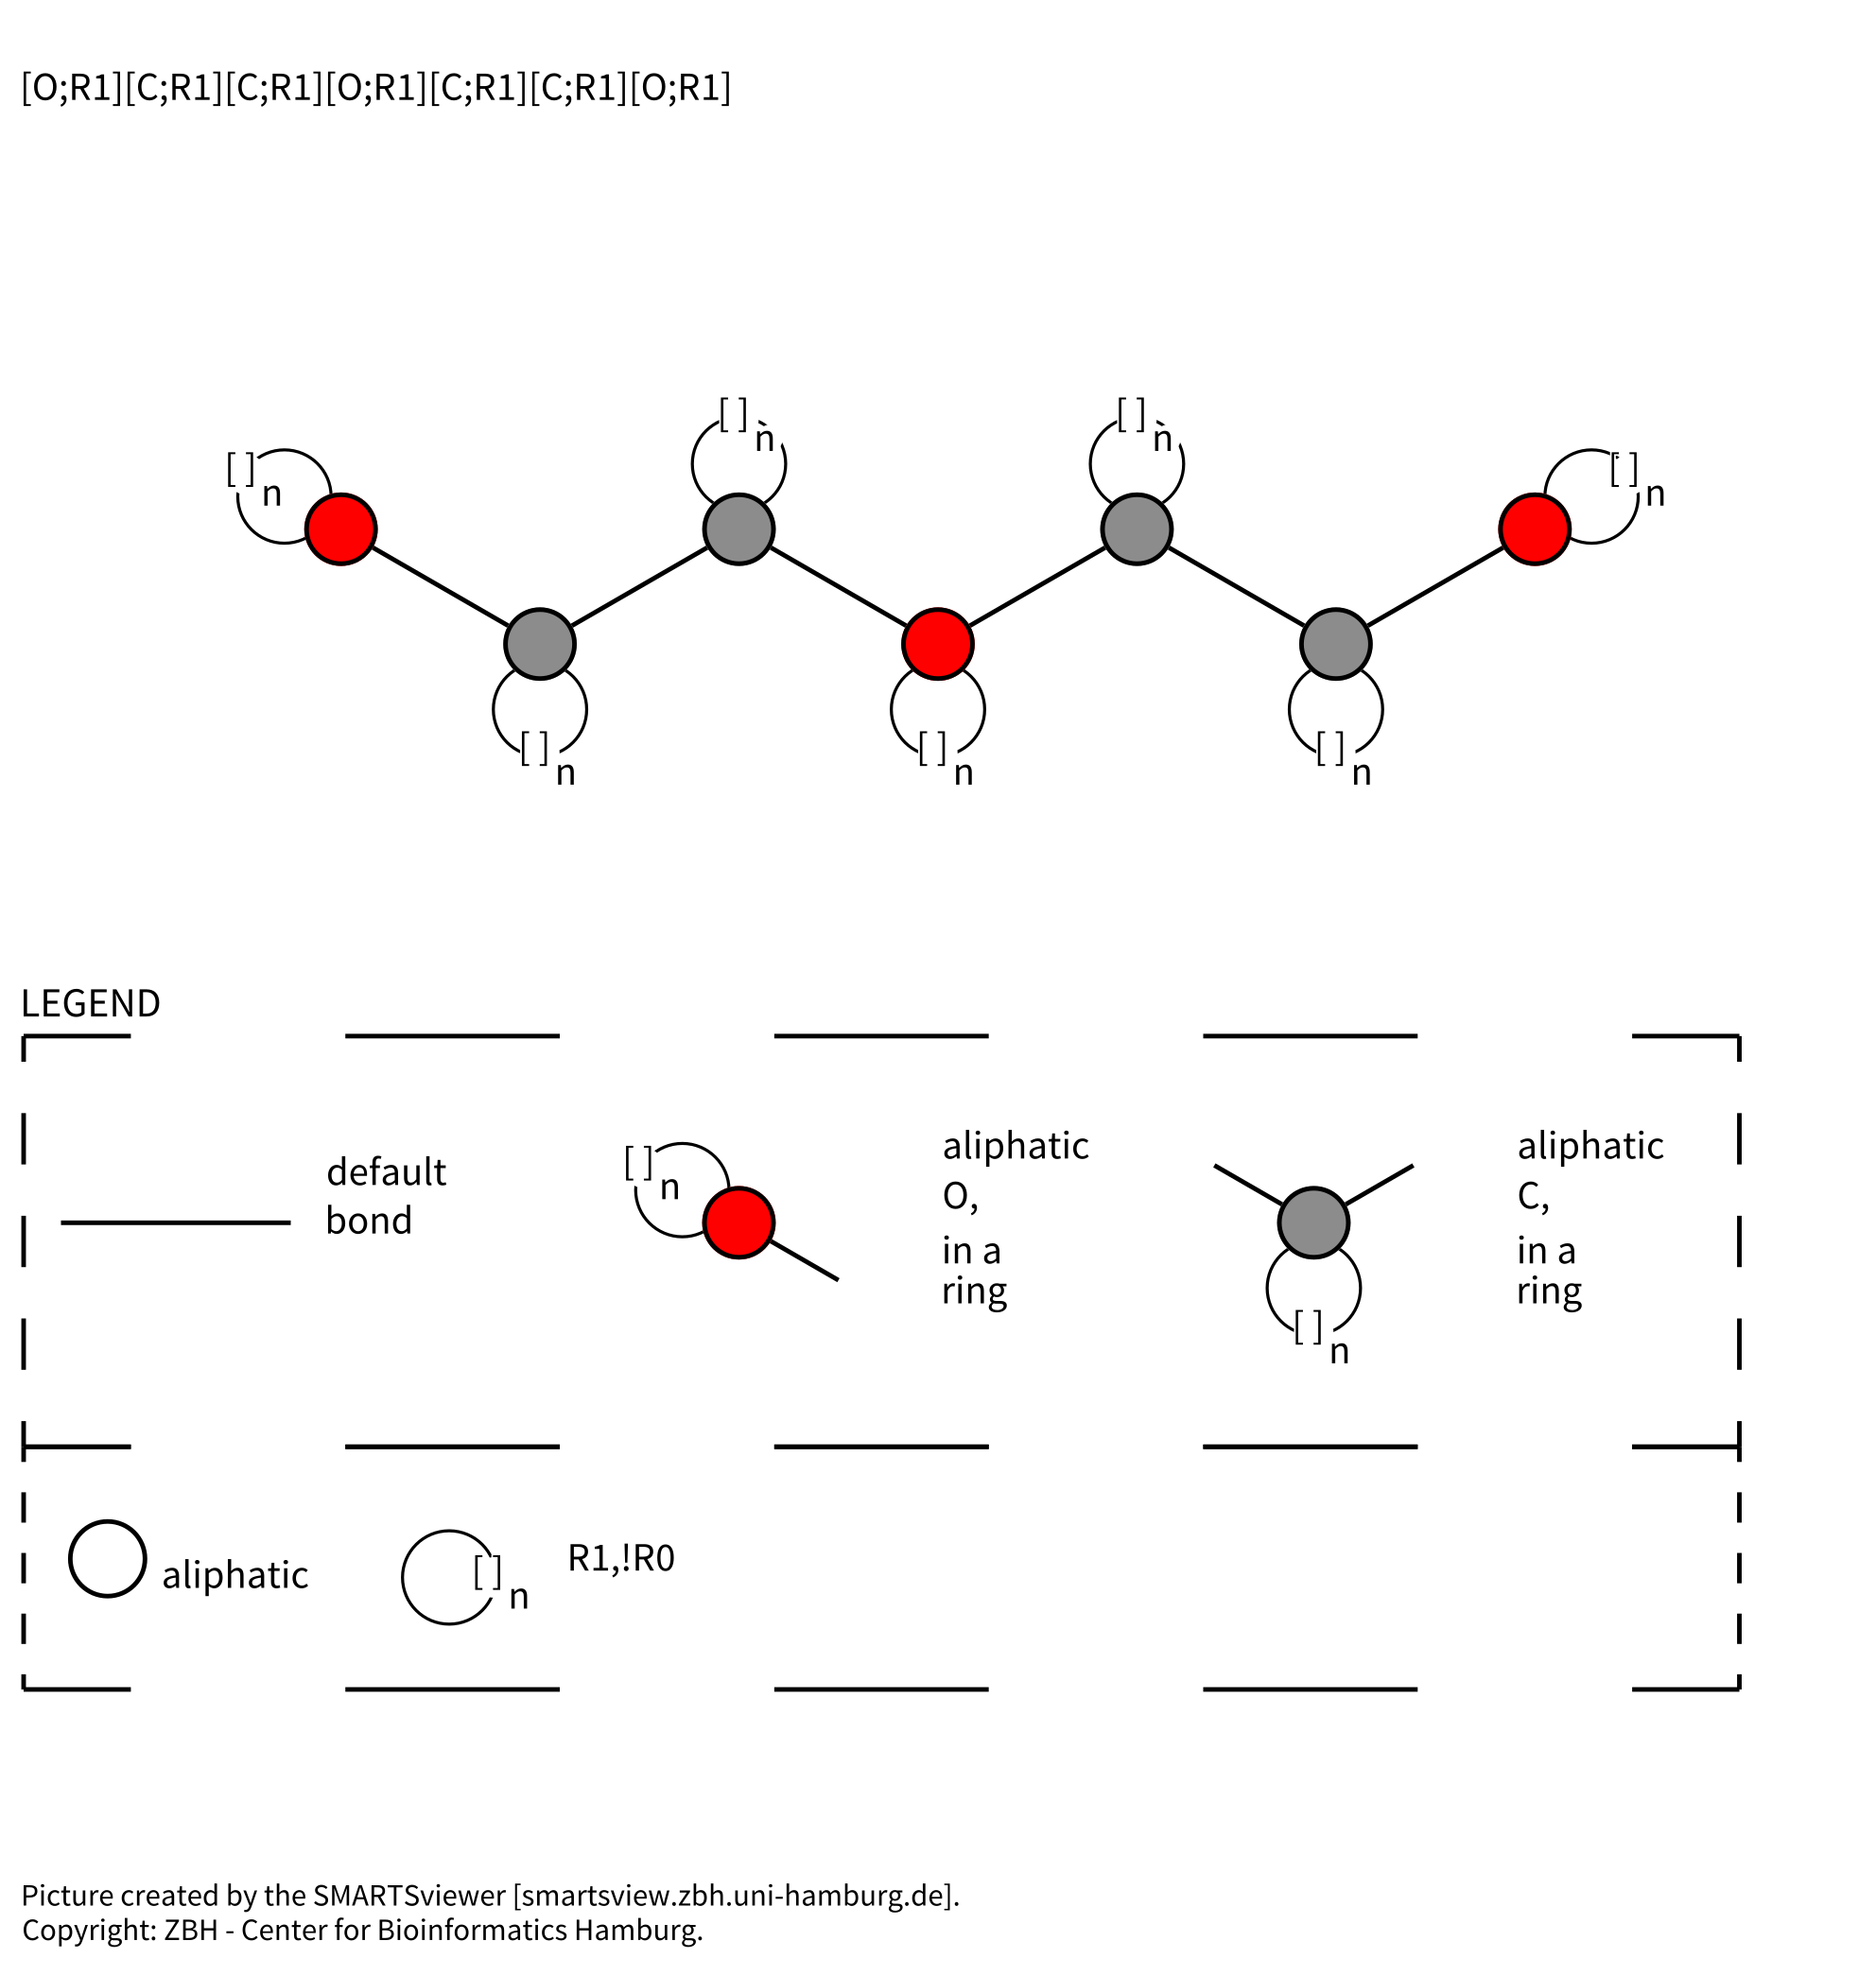 [O;R1][C;R1][C;R1][O;R1][C;R1][C;R1][O;R1]
[ ]n
[ ]n
[ ]n
[ ]n
[ ]n
[ ]n
[ ]n
LEGEND
default
bond
[ ]n
aliphatic
O,
in a
ring
[ ]n
aliphatic
C,
in a
ring
aliphatic
[ ]n
R1,!R0
Picture created by the SMARTSviewer [smartsview.zbh.uni-hamburg.de].
Copyright: ZBH - Center for Bioinformatics Hamburg.